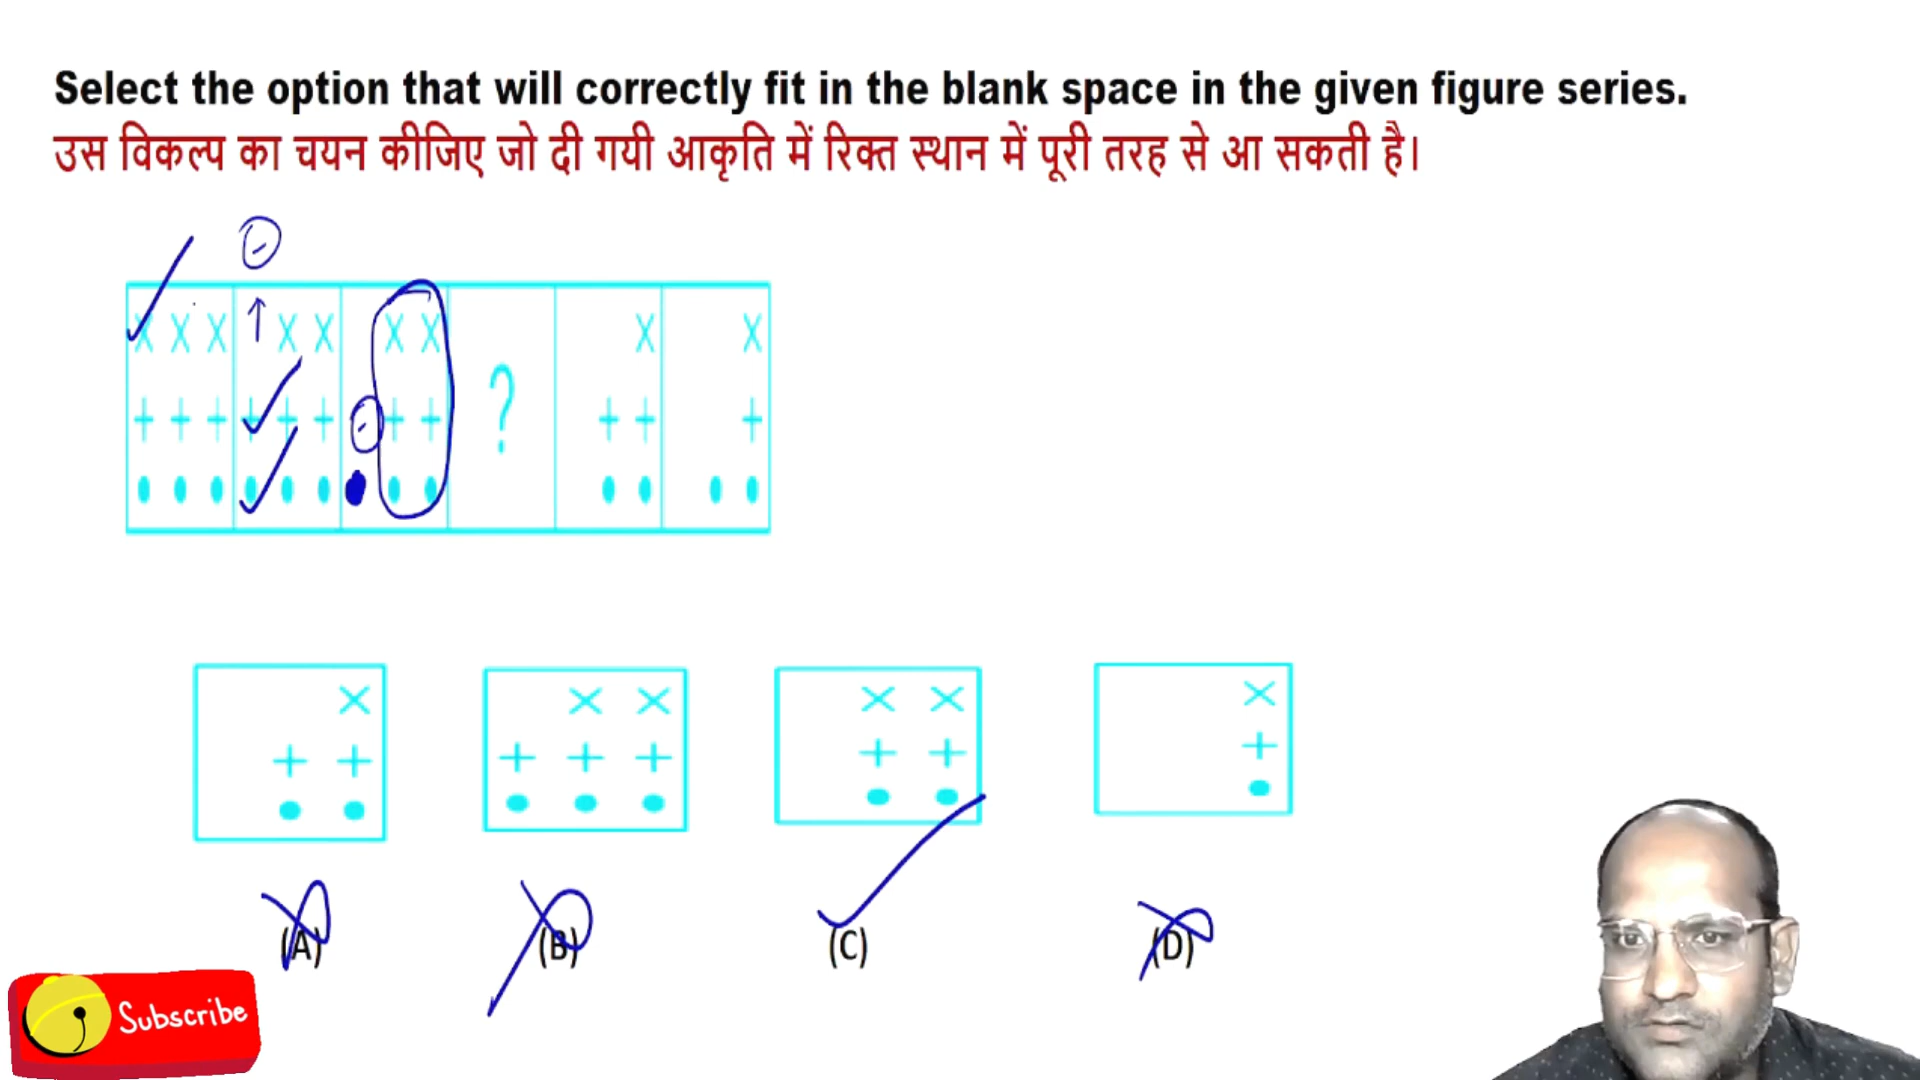 Select the option that will correctly fit in the blank space in the given figure series.
उस विकल्प का चयन कीजिए जो दी गयी आकृति में रिक्त स्थान में पूरी तरह से आ सकती है।
X X X X X X X X X
+ + + + + + + + ? + + +
X X X X X X
+ + + + + + + + +
(A) (B) (C) (D)
Subscribe